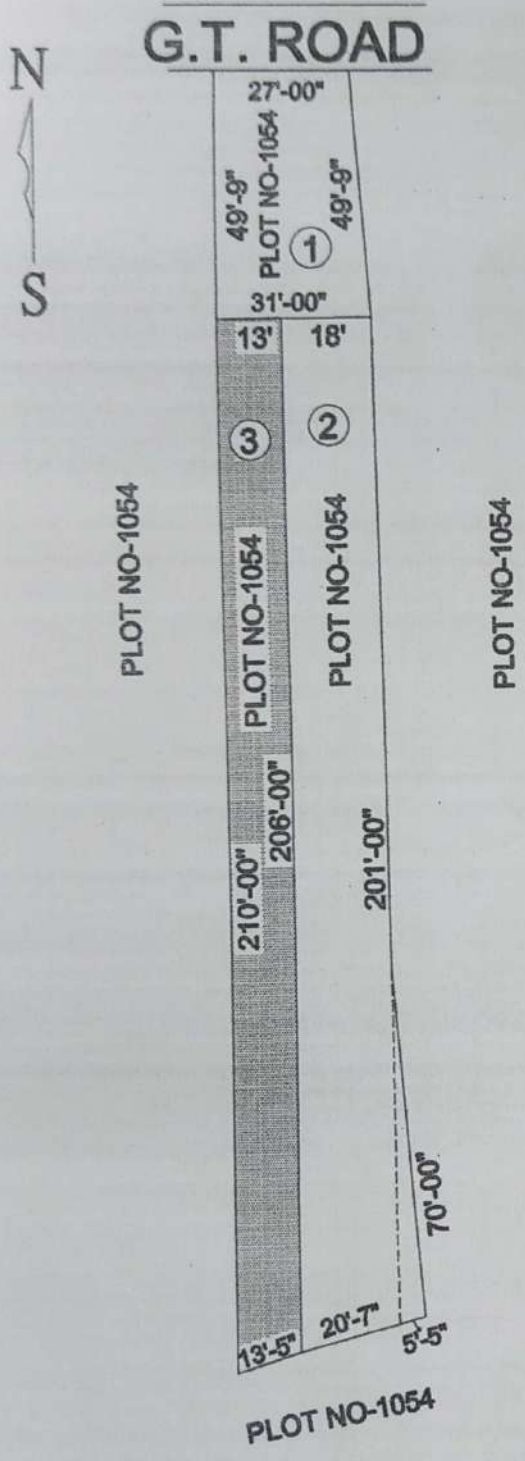 G.T. ROAD
N
S
27'-00"
49'-9"
PLOT NO-1054
49'-9"
1
31'-00"
13'
18'
3
2
PLOT NO-1054
PLOT NO-1054
PLOT NO-1054
PLOT NO-1054
210'-00"
206'-00"
201'-00"
70'-00"
13'-5"
20'-7"
5'-5"
PLOT NO-1054